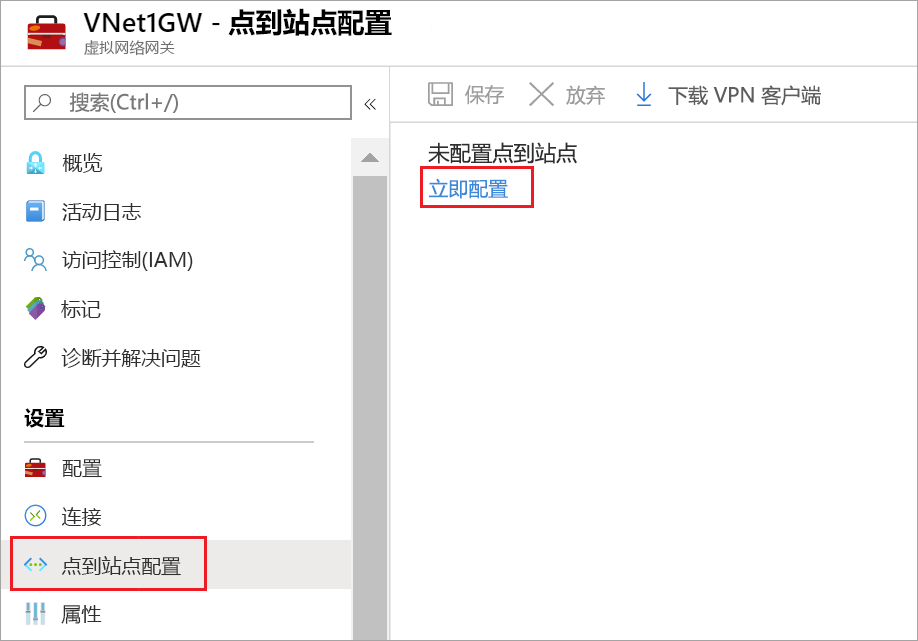 VNet1GW - 点到站点配置
虚拟网络网关
搜索(Ctrl+/)
«
概览
活动日志
访问控制(IAM)
标记
诊断并解决问题
设置
配置
连接
点到站点配置
属性
保存 放弃 下载 VPN 客户端
未配置点到站点
立即配置